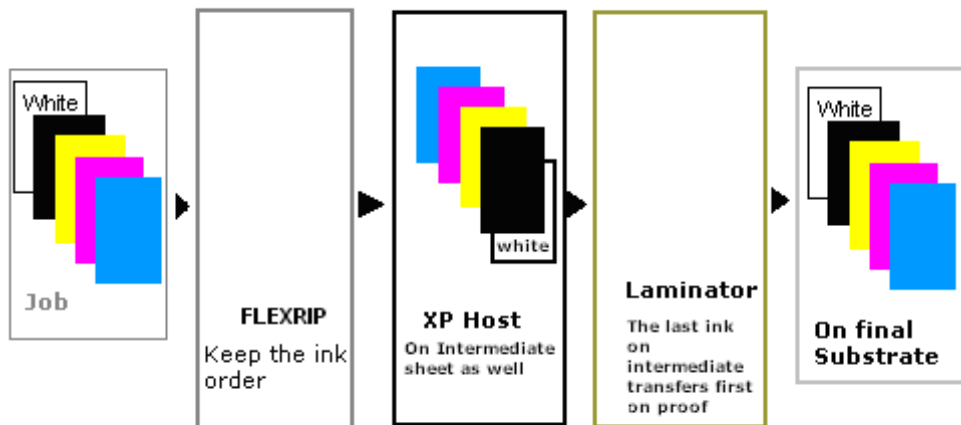 White
Job
FLEXRIP
Keep the ink
order
white
XP Host
On Intermediate
sheet as well
Laminator
The last ink
on
intermediate
transfers first
on proof
White
On final
Substrate